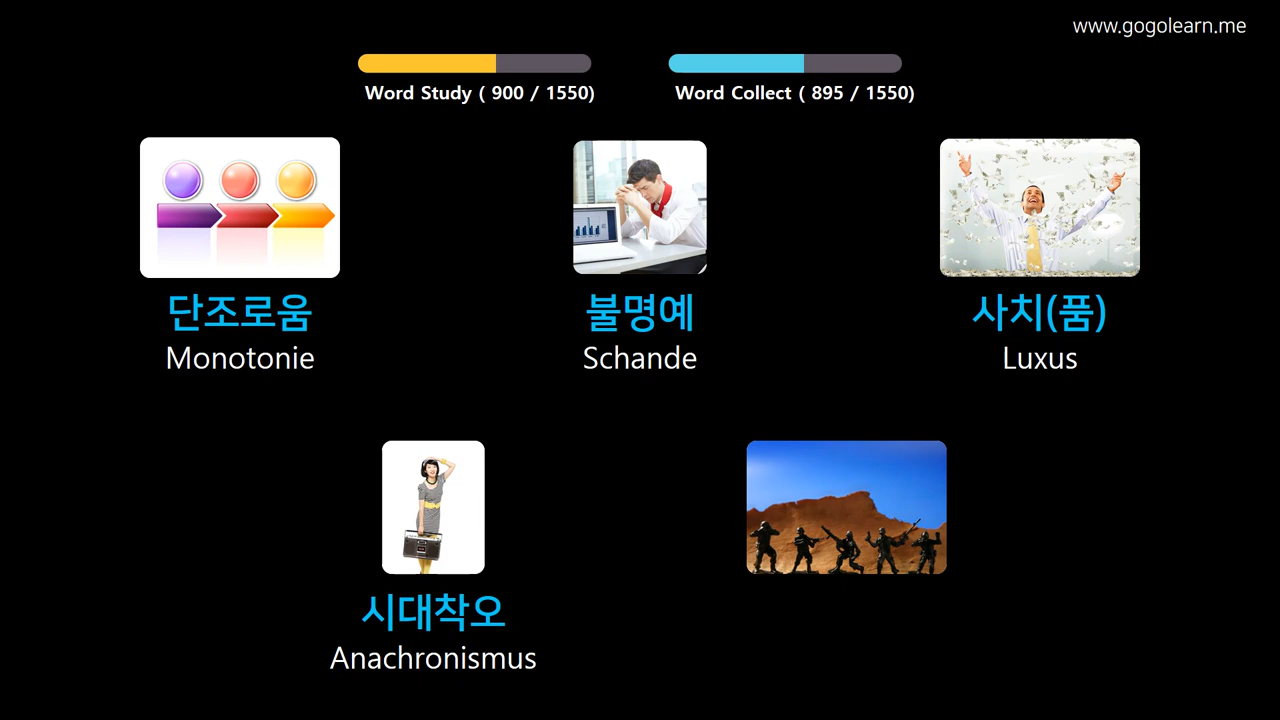 www.gogolearn.me
Word Study ( 900 / 1550)
Word Collect ( 895 / 1550)
단조로움
Monotonie
불명예
Schande
사치(품)
Luxus
시대착오
Anachronismus